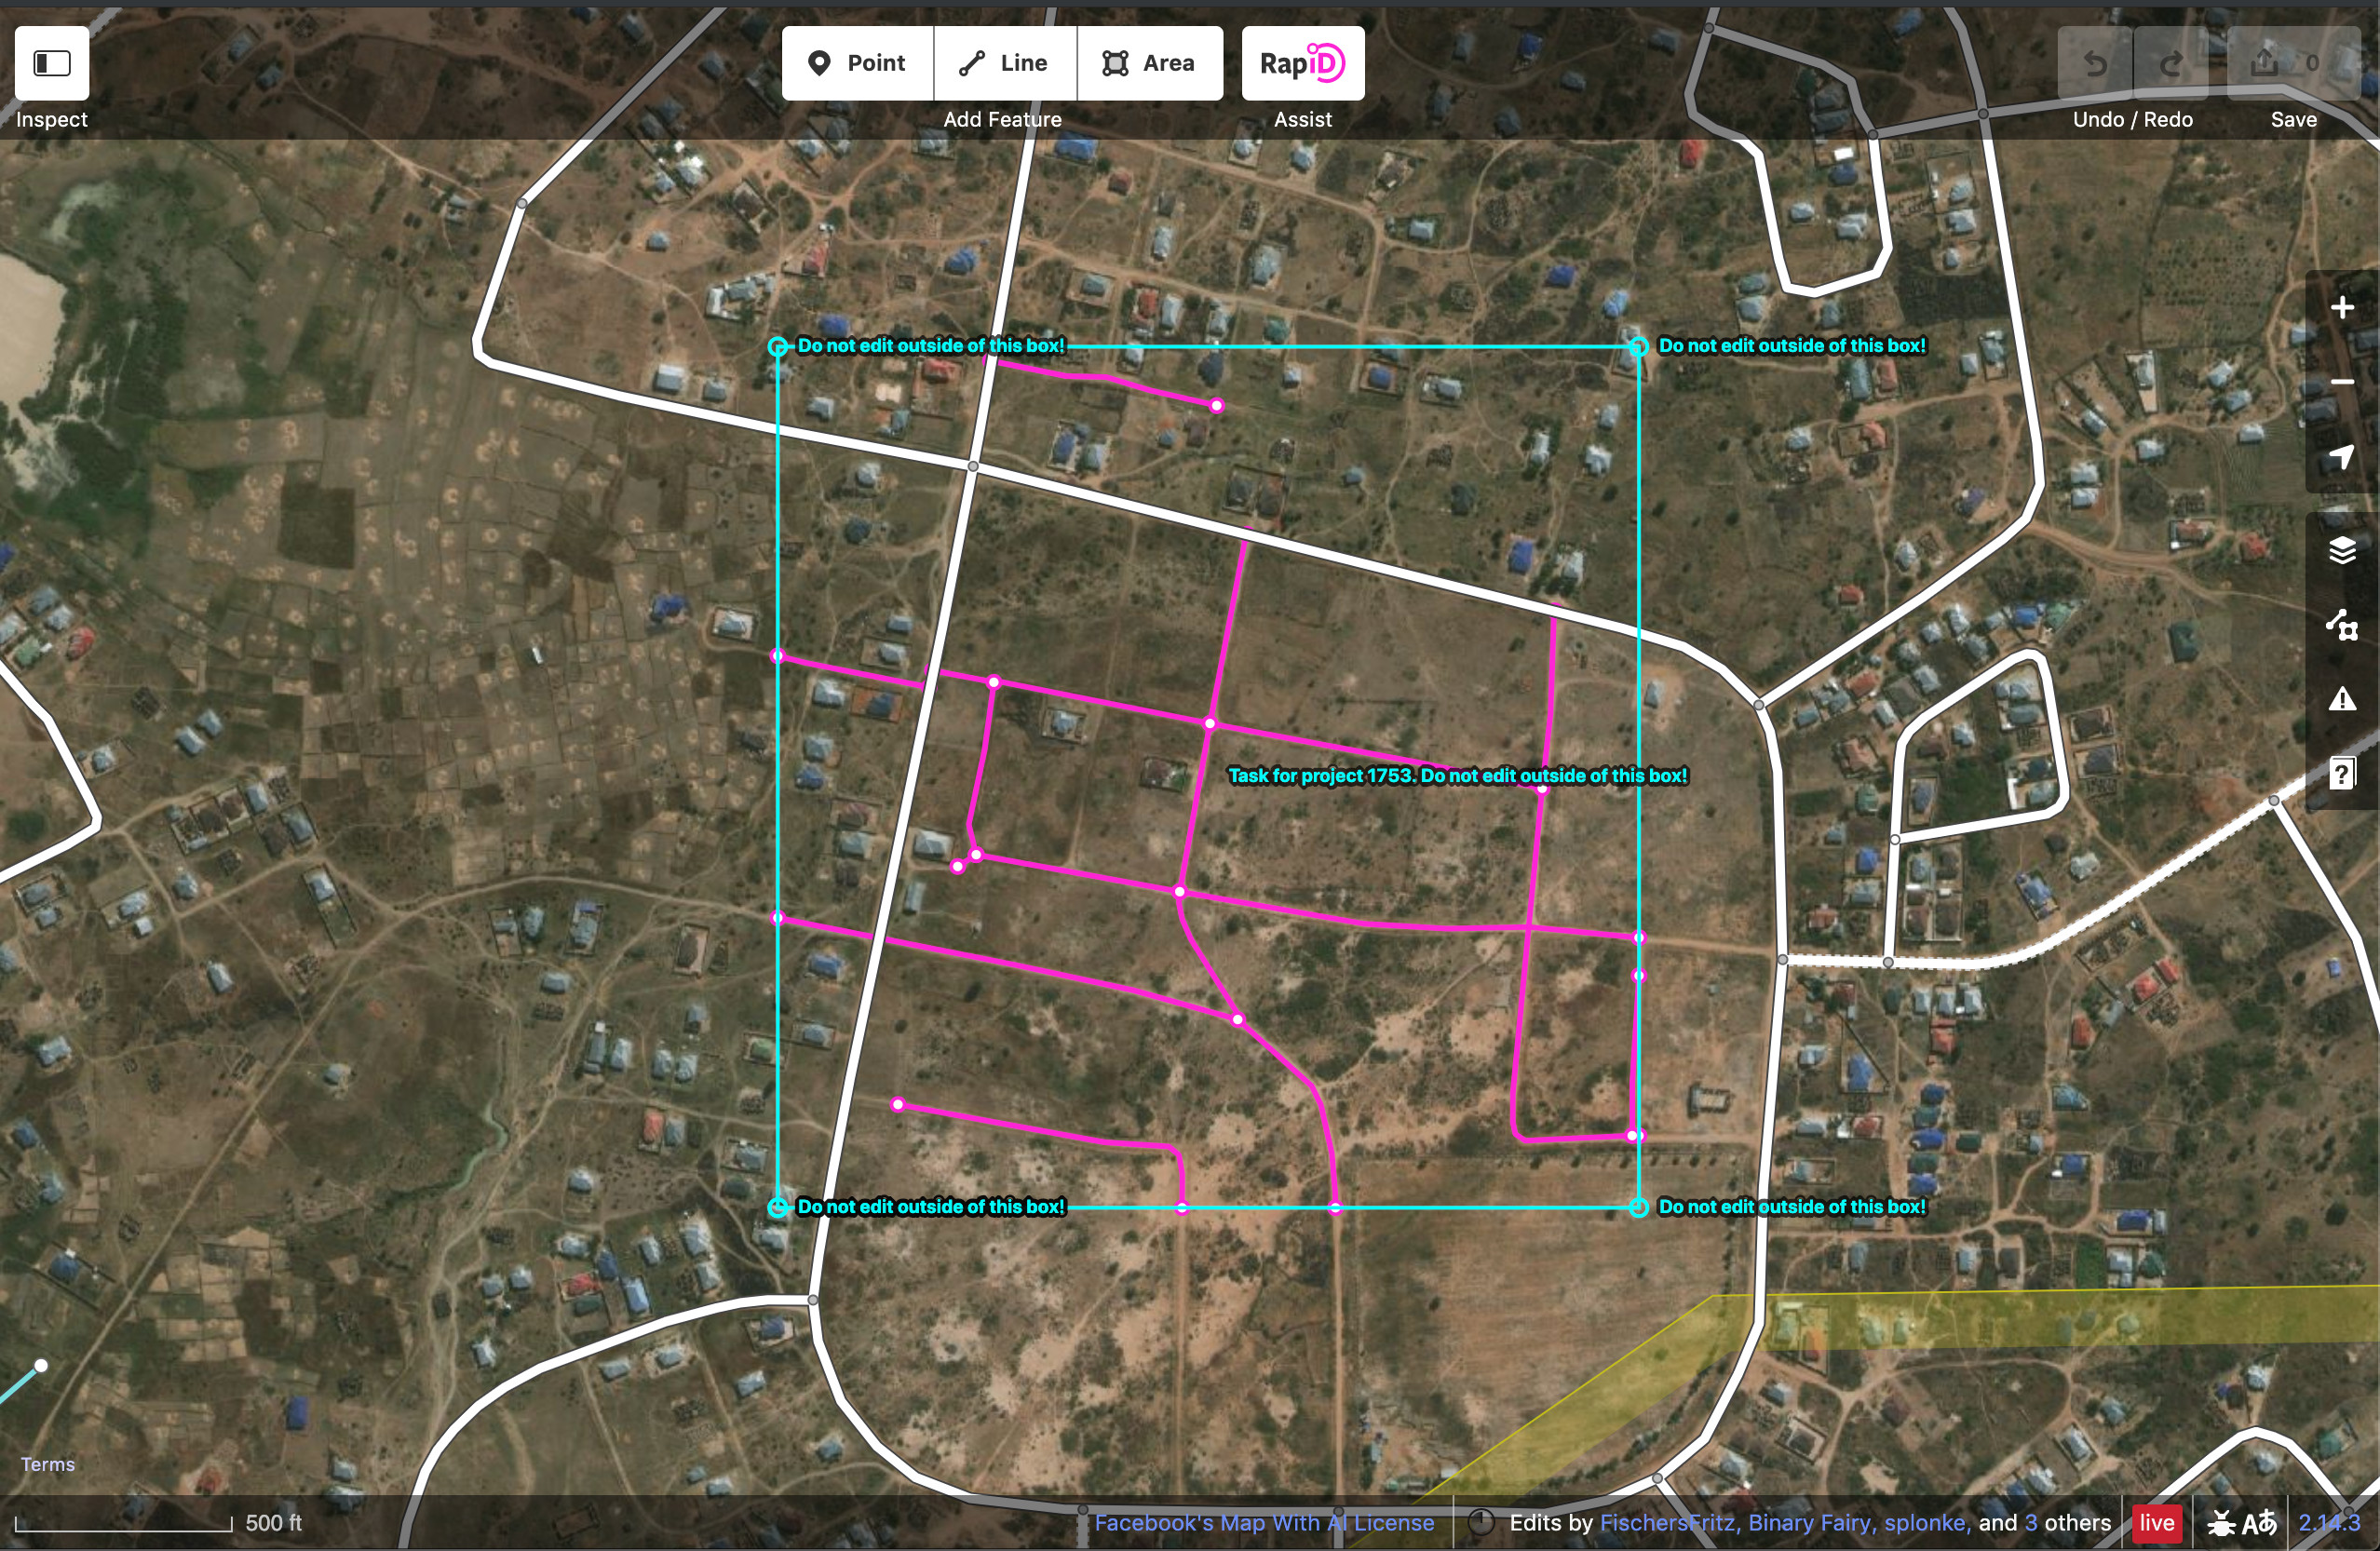 Point
Line
Area
RapiD
0
Inspect
Add Feature
Assist
Undo / Redo
Save
Do not edit outside of this box!
Do not edit outside of this box!
Task for project 1753. Do not edit outside of this box!
Do not edit outside of this box!
Do not edit outside of this box!
Terms
500 ft
Facebook's Map With AI License
Edits by FischersFritz, Binary Fairy, splonke, and 3 others
live
Aあ
2.14.3